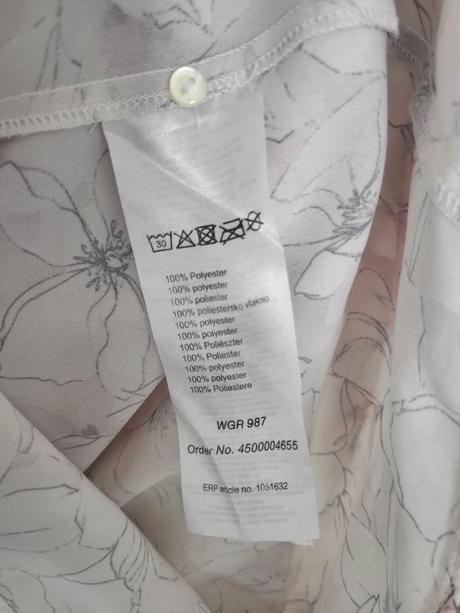 30
100% Polyester
100% polyester
100% poliester
100% poliestersko vlakno
100% polyester
100% polyester
100% Poliészter
100% Poliester
100% polyester
100% polyester
100% Poliestere
WGR 987
Order No. 4500004655
ERP article no. 1051632